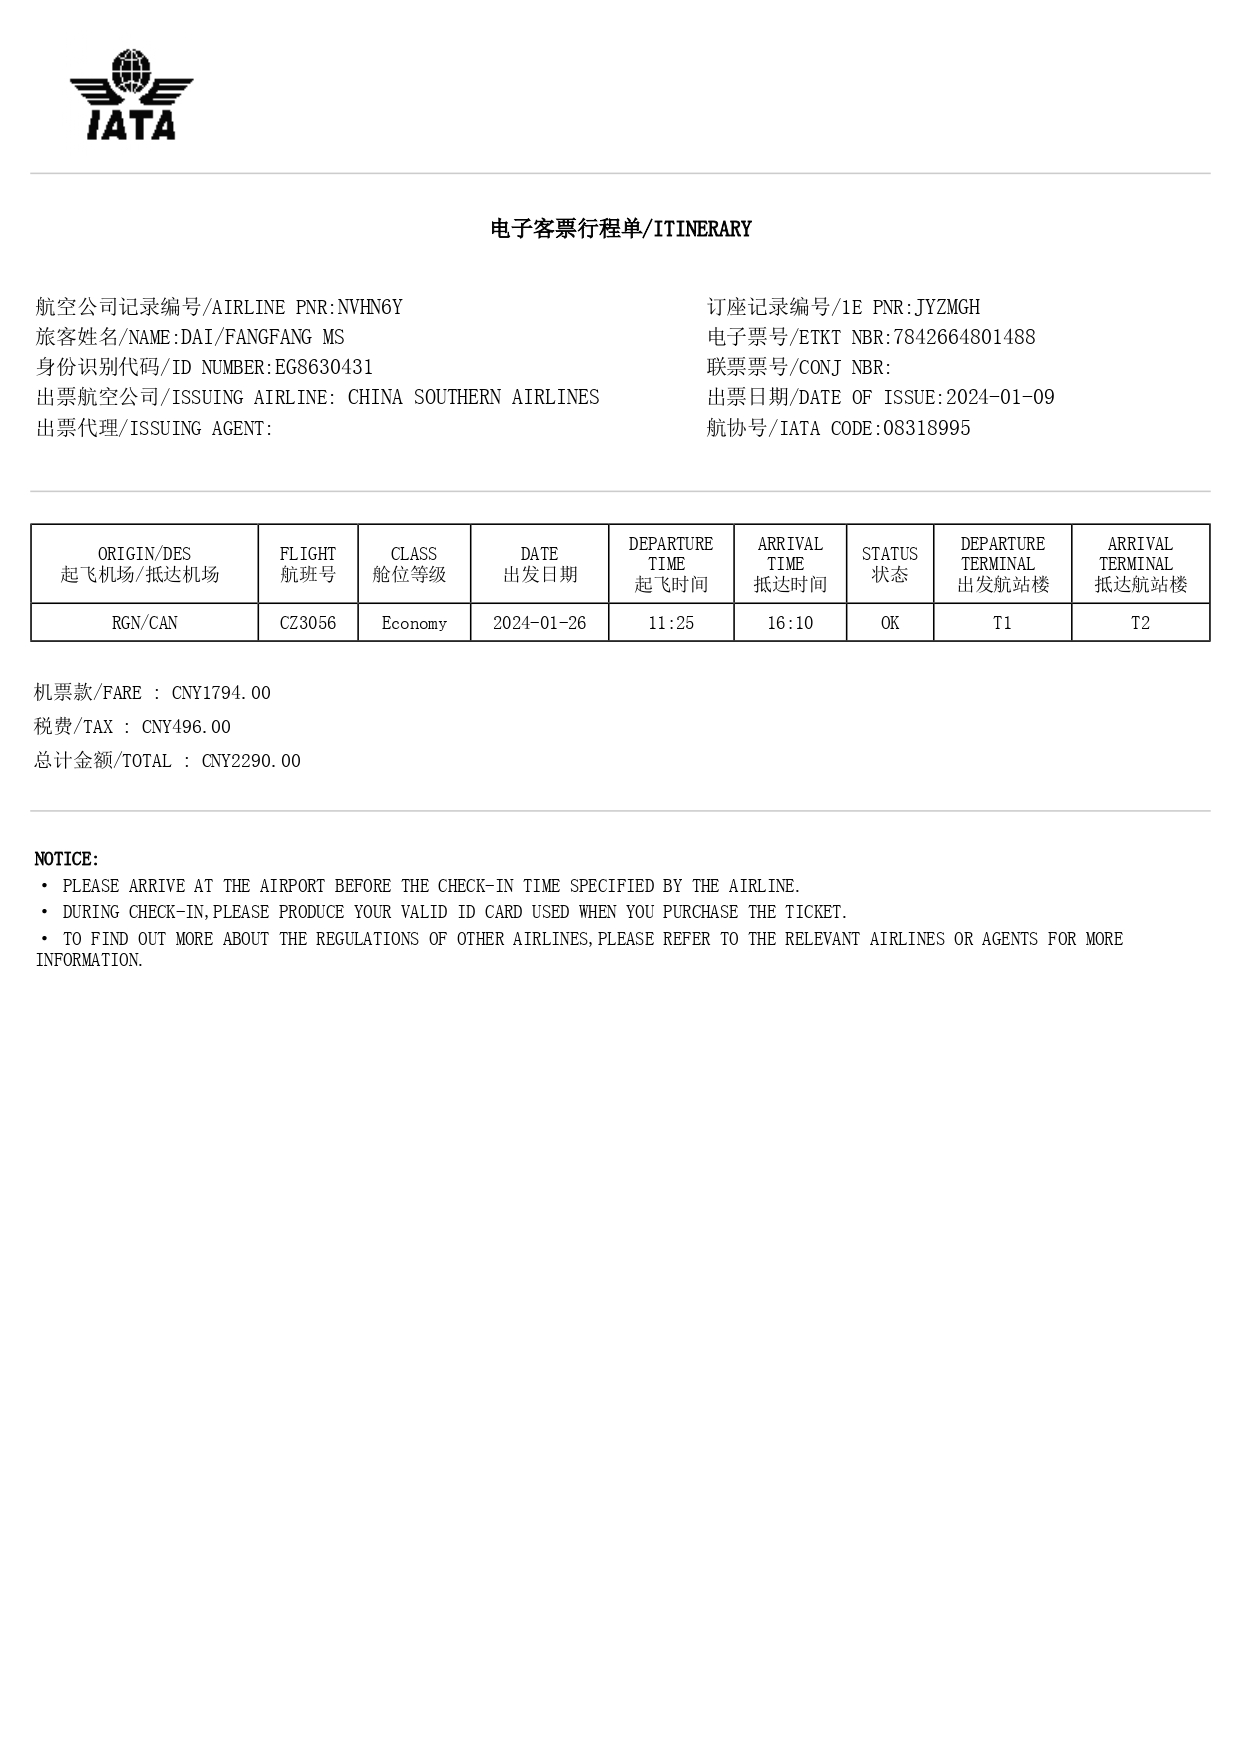 IATA
电子客票行程单/ITINERARY
航空公司记录编号/AIRLINE PNR:NVHN6Y
订座记录编号/1E PNR:JYZMGH
旅客姓名/NAME:DAI/FANGFANG MS
电子票号/ETKT NBR:7842664801488
身份识别代码/ID NUMBER:EG8630431
联票票号/CONJ NBR:
出票航空公司/ISSUING AIRLINE: CHINA SOUTHERN AIRLINES
出票日期/DATE OF ISSUE:2024-01-09
出票代理/ISSUING AGENT:
航协号/IATA CODE:08318995
ORIGIN/DES
起飞机场/抵达机场
FLIGHT
航班号
CLASS
舱位等级
DATE
出发日期
DEPARTURE
TIME
起飞时间
ARRIVAL
TIME
抵达时间
STATUS
状态
DEPARTURE
TERMINAL
出发航站楼
ARRIVAL
TERMINAL
抵达航站楼
RGN/CAN CZ3056 Economy 2024-01-26 11:25 16:10 OK T1 T2
机票款/FARE : CNY1794.00
税费/TAX : CNY496.00
总计金额/TOTAL : CNY2290.00
NOTICE:
• PLEASE ARRIVE AT THE AIRPORT BEFORE THE CHECK-IN TIME SPECIFIED BY THE AIRLINE.
• DURING CHECK-IN,PLEASE PRODUCE YOUR VALID ID CARD USED WHEN YOU PURCHASE THE TICKET.
• TO FIND OUT MORE ABOUT THE REGULATIONS OF OTHER AIRLINES,PLEASE REFER TO THE RELEVANT AIRLINES OR AGENTS FOR MORE
INFORMATION.